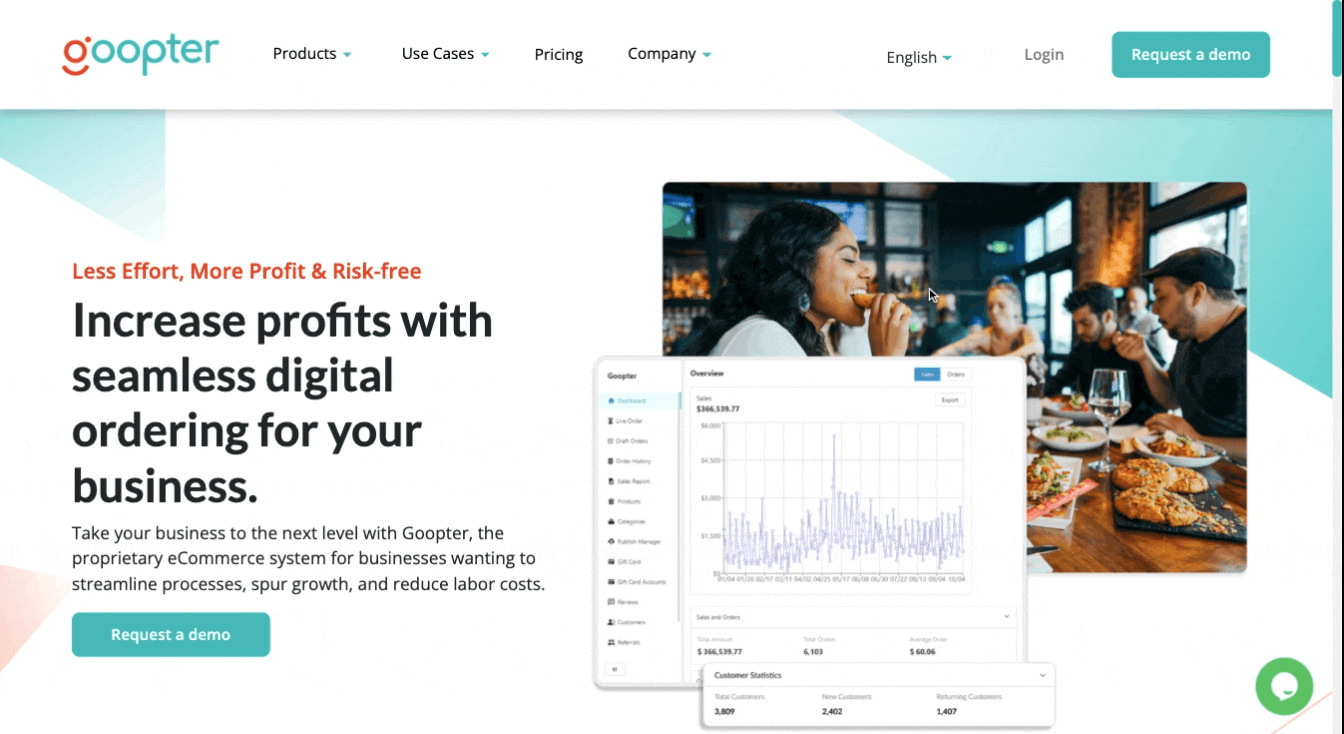 goopter
Products
Use Cases
Pricing
Company
English
Login
Request a demo
Less Effort, More Profit & Risk-free
Increase profits with
seamless digital
ordering for your
business.
Take your business to the next level with Goopter, the
proprietary eCommerce system for businesses wanting to
streamline processes, spur growth, and reduce labor costs.
Request a demo
Goopter
Dashboard
Live Order
Draft Orders
Order History
Sales Report
Products
Categories
Publish Manager
Gift Card
Gift Card Accounts
Reviews
Customers
Referrals
Overview
Sales
Orders
Sales
$366,539.77
Export
$6,000
$4,500
$3,000
$1,500
$0
01/04 01/26 02/17 03/11 04/02 04/25 05/17 06/08 06/30 07/22 08/13 09/04 10/04
Sales and Orders
Total Amount
Total Orders
Average Order
$ 366,539.77
6,103
$ 60.06
Customer Statistics
Total Customers
New Customers
Returning Customers
3,809
2,402
1,407